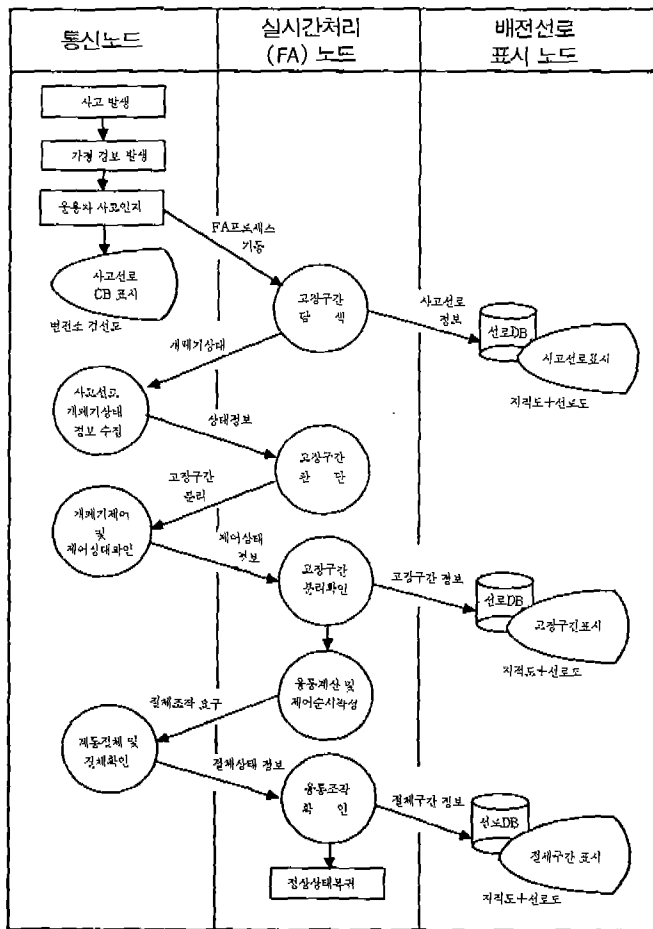 통신노드
실시간처리
(FA) 노드
배전선로
표시 노드
사고 발생
가청 경보 발생
운용자 사고인지
FA프로세스
기동
사고선로
CB 표시
변전소 결선도
고장구간
탐 색
사고선로
정보
선로DB
사고선로표시
지적도+선로도
개폐기상태
사고선로
개폐기상태
정보 수집
상태정보
고장구간
판 단
고장구간
분리
개폐기제어
및
제어상태확인
제어상태
정보
고장구간
분리확인
고장구간 정보
선로DB
고장구간표시
지적도+선로도
융통계산 및
제어순서작성
절체조작 요구
계통절체 및
절체확인
절체상태 정보
융통조작
확 인
절체구간 정보
선로DB
절체구간 표시
지적도+선로도
정상상태복귀